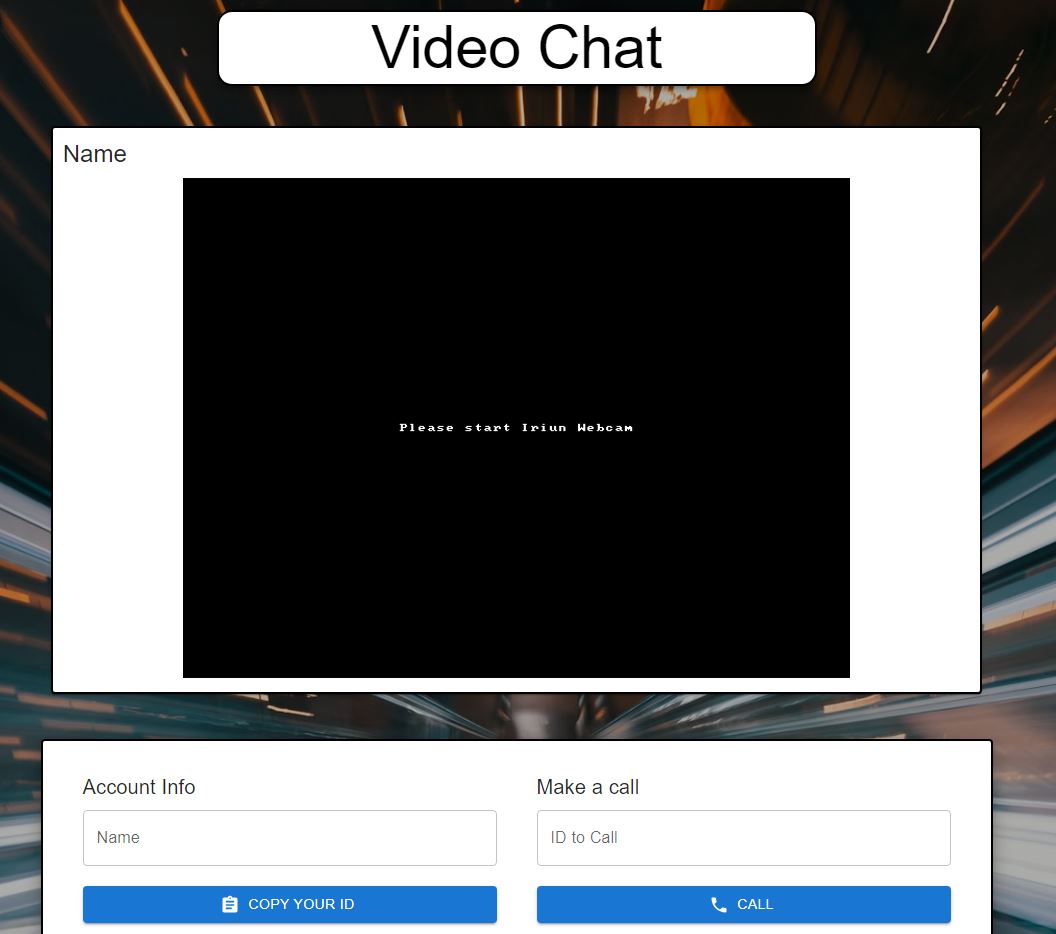 Video Chat
Name
Please start Iriun Webcam
Account Info
Name
COPY YOUR ID
Make a call
ID to Call
CALL